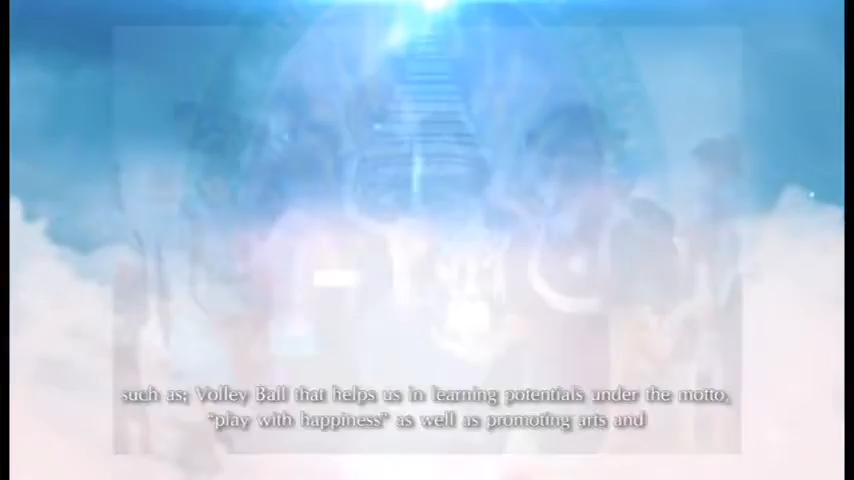 such as; Volley Ball that helps us in learning potentials under the motto,
"play with happiness" as well as promoting arts and